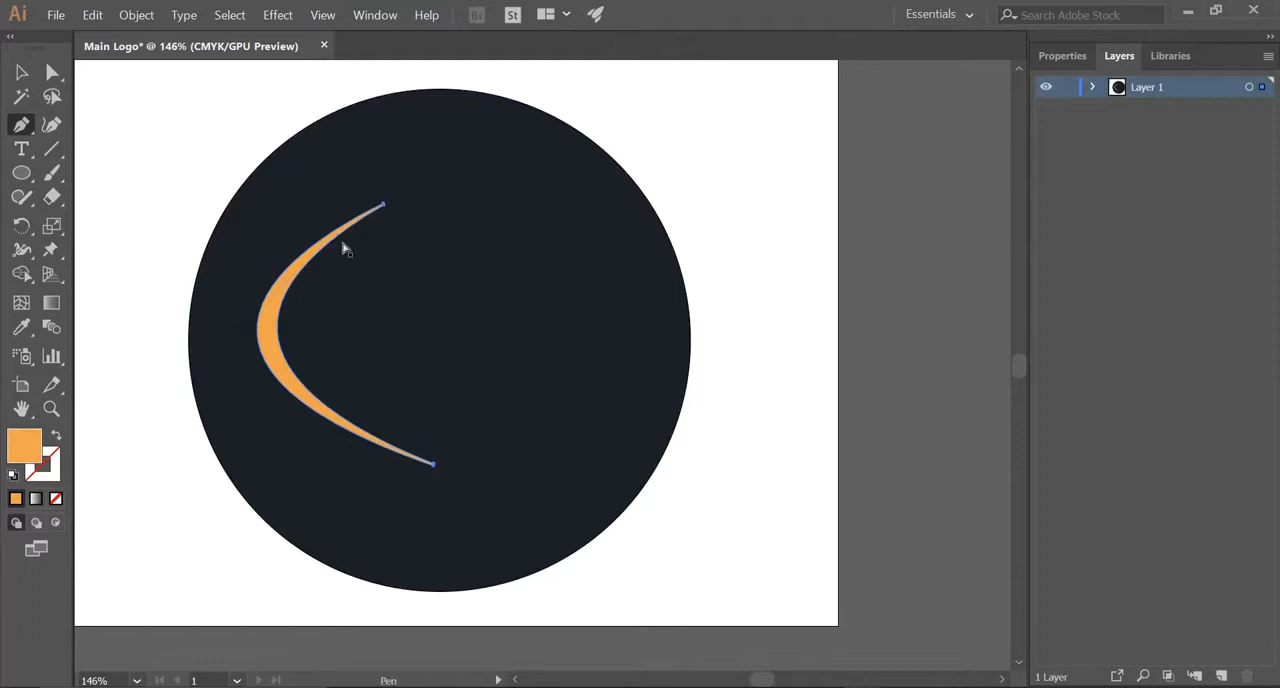 Ai File Edit Object Type Select Effect View Window Help Br St Essentials Search Adobe Stock
Main Logo* @ 146% (CMYK/GPU Preview) Properties Layers Libraries
Layer 1
T
146% 1 Pen 1 Layer